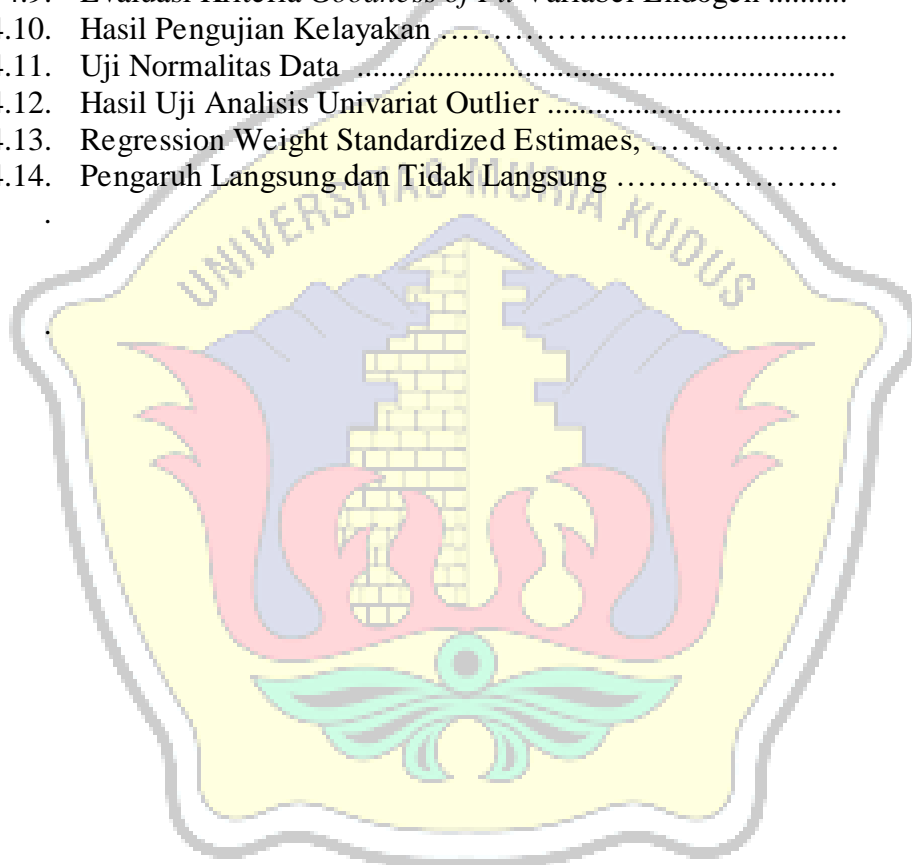 4.9. Evaluasi Kriteria Goodness of Fit Variabel Endogen ..........
4.10. Hasil Pengujian Kelayakan ……………...................................
4.11. Uji Normalitas Data ...............................................................
4.12. Hasil Uji Analisis Univariat Outlier .......................................
4.13. Regression Weight Standardized Estimaes, ………………
4.14. Pengaruh Langsung dan Tidak Langsung …………………
.
UNIVERSITAS MURIA KUDUS
.